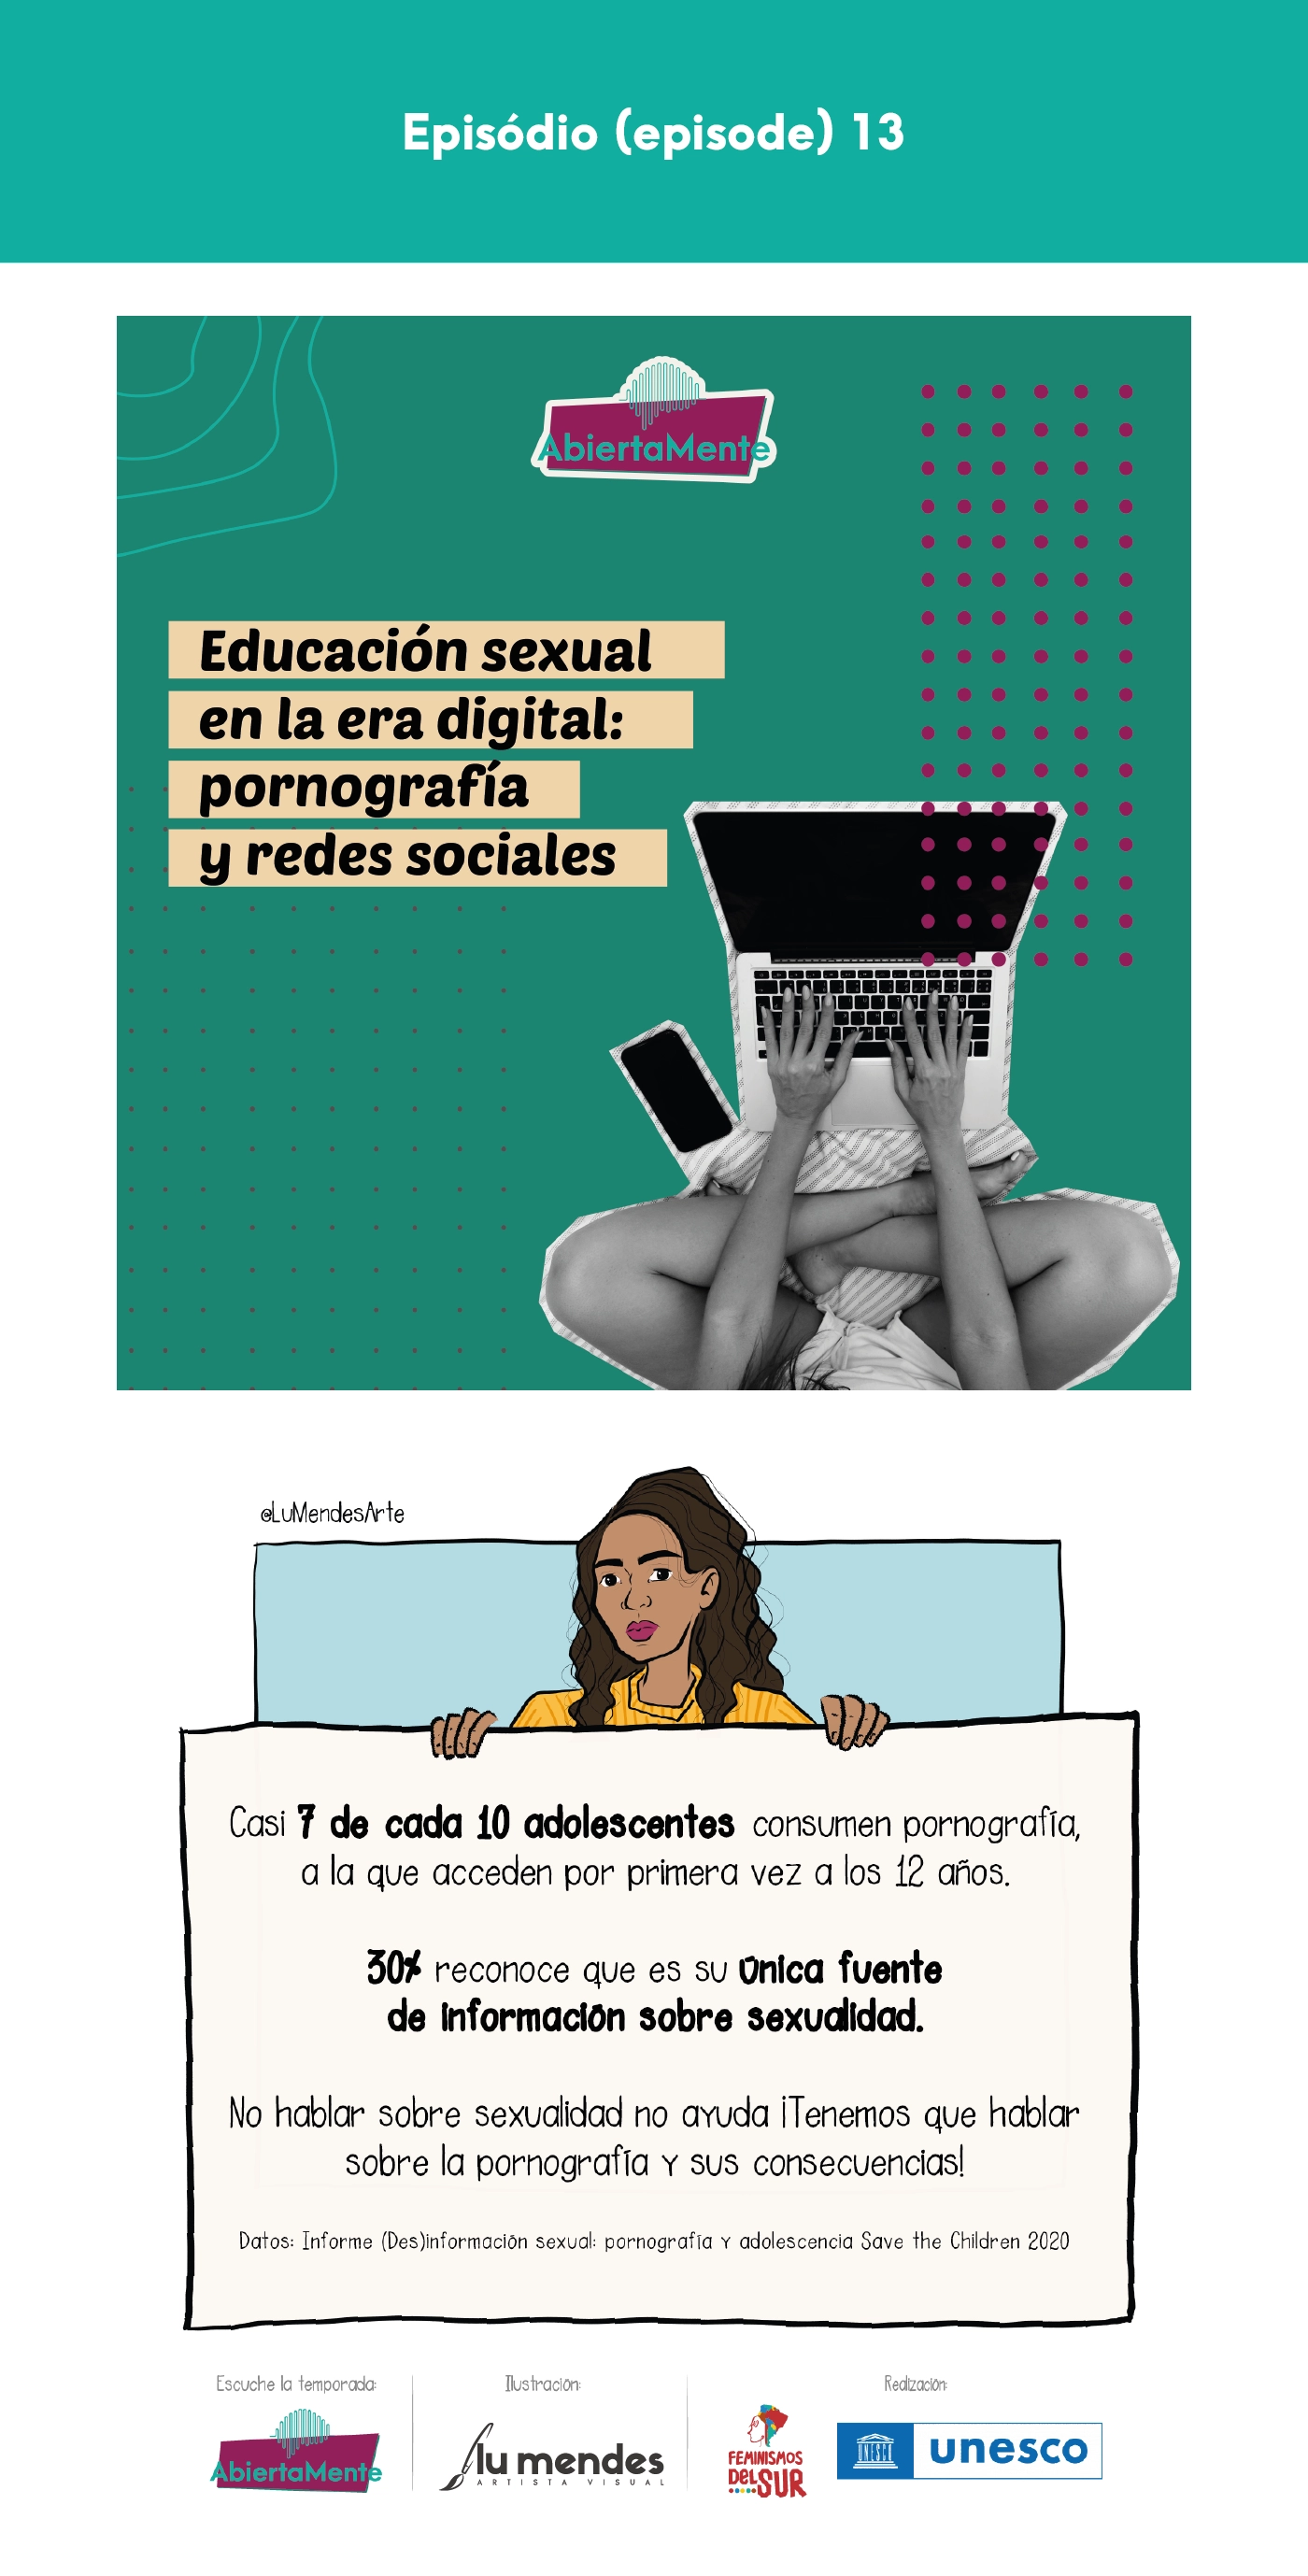 Episódio (episode) 13
AbiertaMente
Educación sexual
en la era digital:
pornografía
y redes sociales
@LuMendesArte
Casi 7 de cada 10 adolescentes consumen pornografía,
a la que acceden por primera vez a los 12 años.
30% reconoce que es su única fuente
de información sobre sexualidad.
No hablar sobre sexualidad no ayuda ¡Tenemos que hablar
sobre la pornografía y sus consecuencias!
Datos: Informe (Des)información sexual: pornografía y adolescencia Save the Children 2020
Escuche la temporada:
AbiertaMente
Ilustración:
lu mendes
ARTISTA VISUAL
Realización:
FEMINISMOS
DEL SUR
UNESCO
unesco